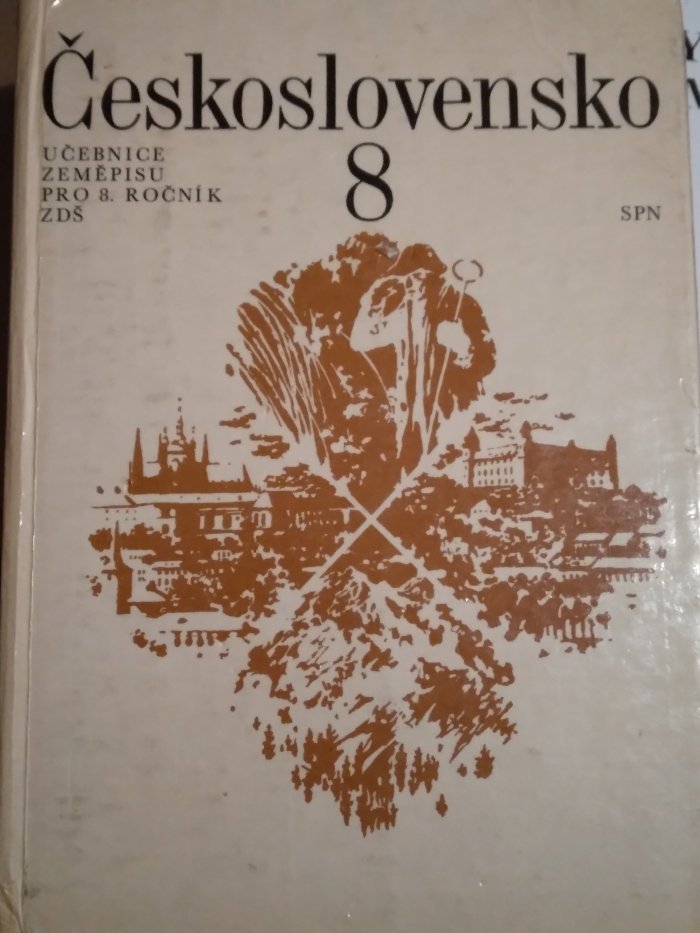 Československo
8
UČEBNICE
ZEMĚPISU
PRO 8. ROČNÍK
ZDŠ
SPN